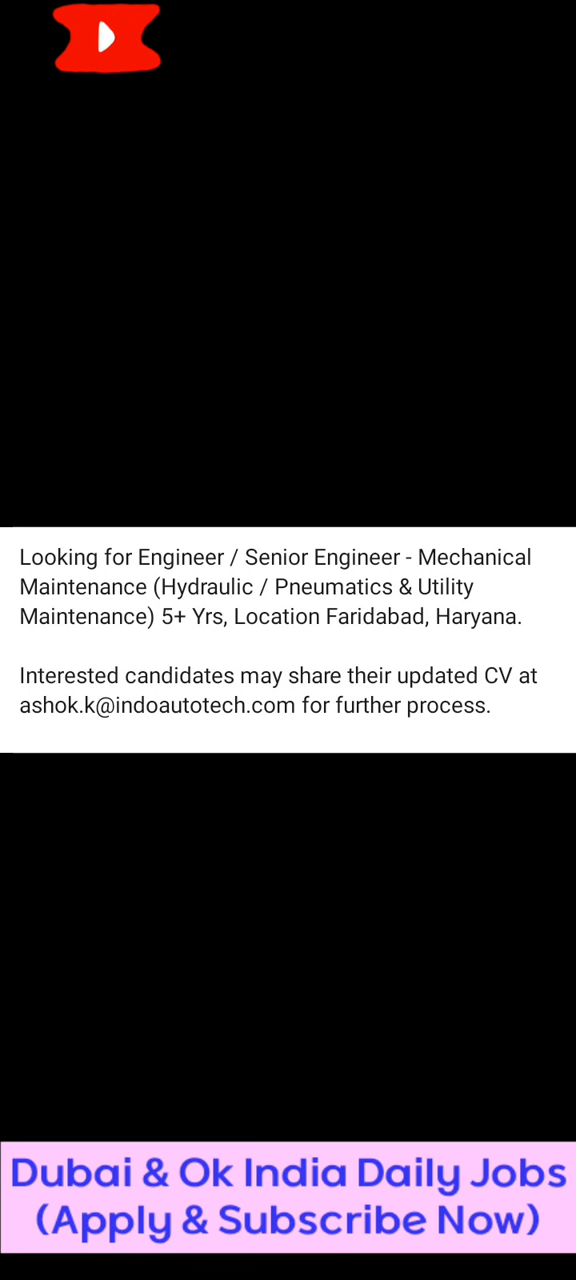 Looking for Engineer / Senior Engineer - Mechanical
Maintenance (Hydraulic / Pneumatics & Utility
Maintenance) 5+ Yrs, Location Faridabad, Haryana.
Interested candidates may share their updated CV at
ashok.k@indoautotech.com for further process.
Dubai & Ok India Daily Jobs
(Apply & Subscribe Now)